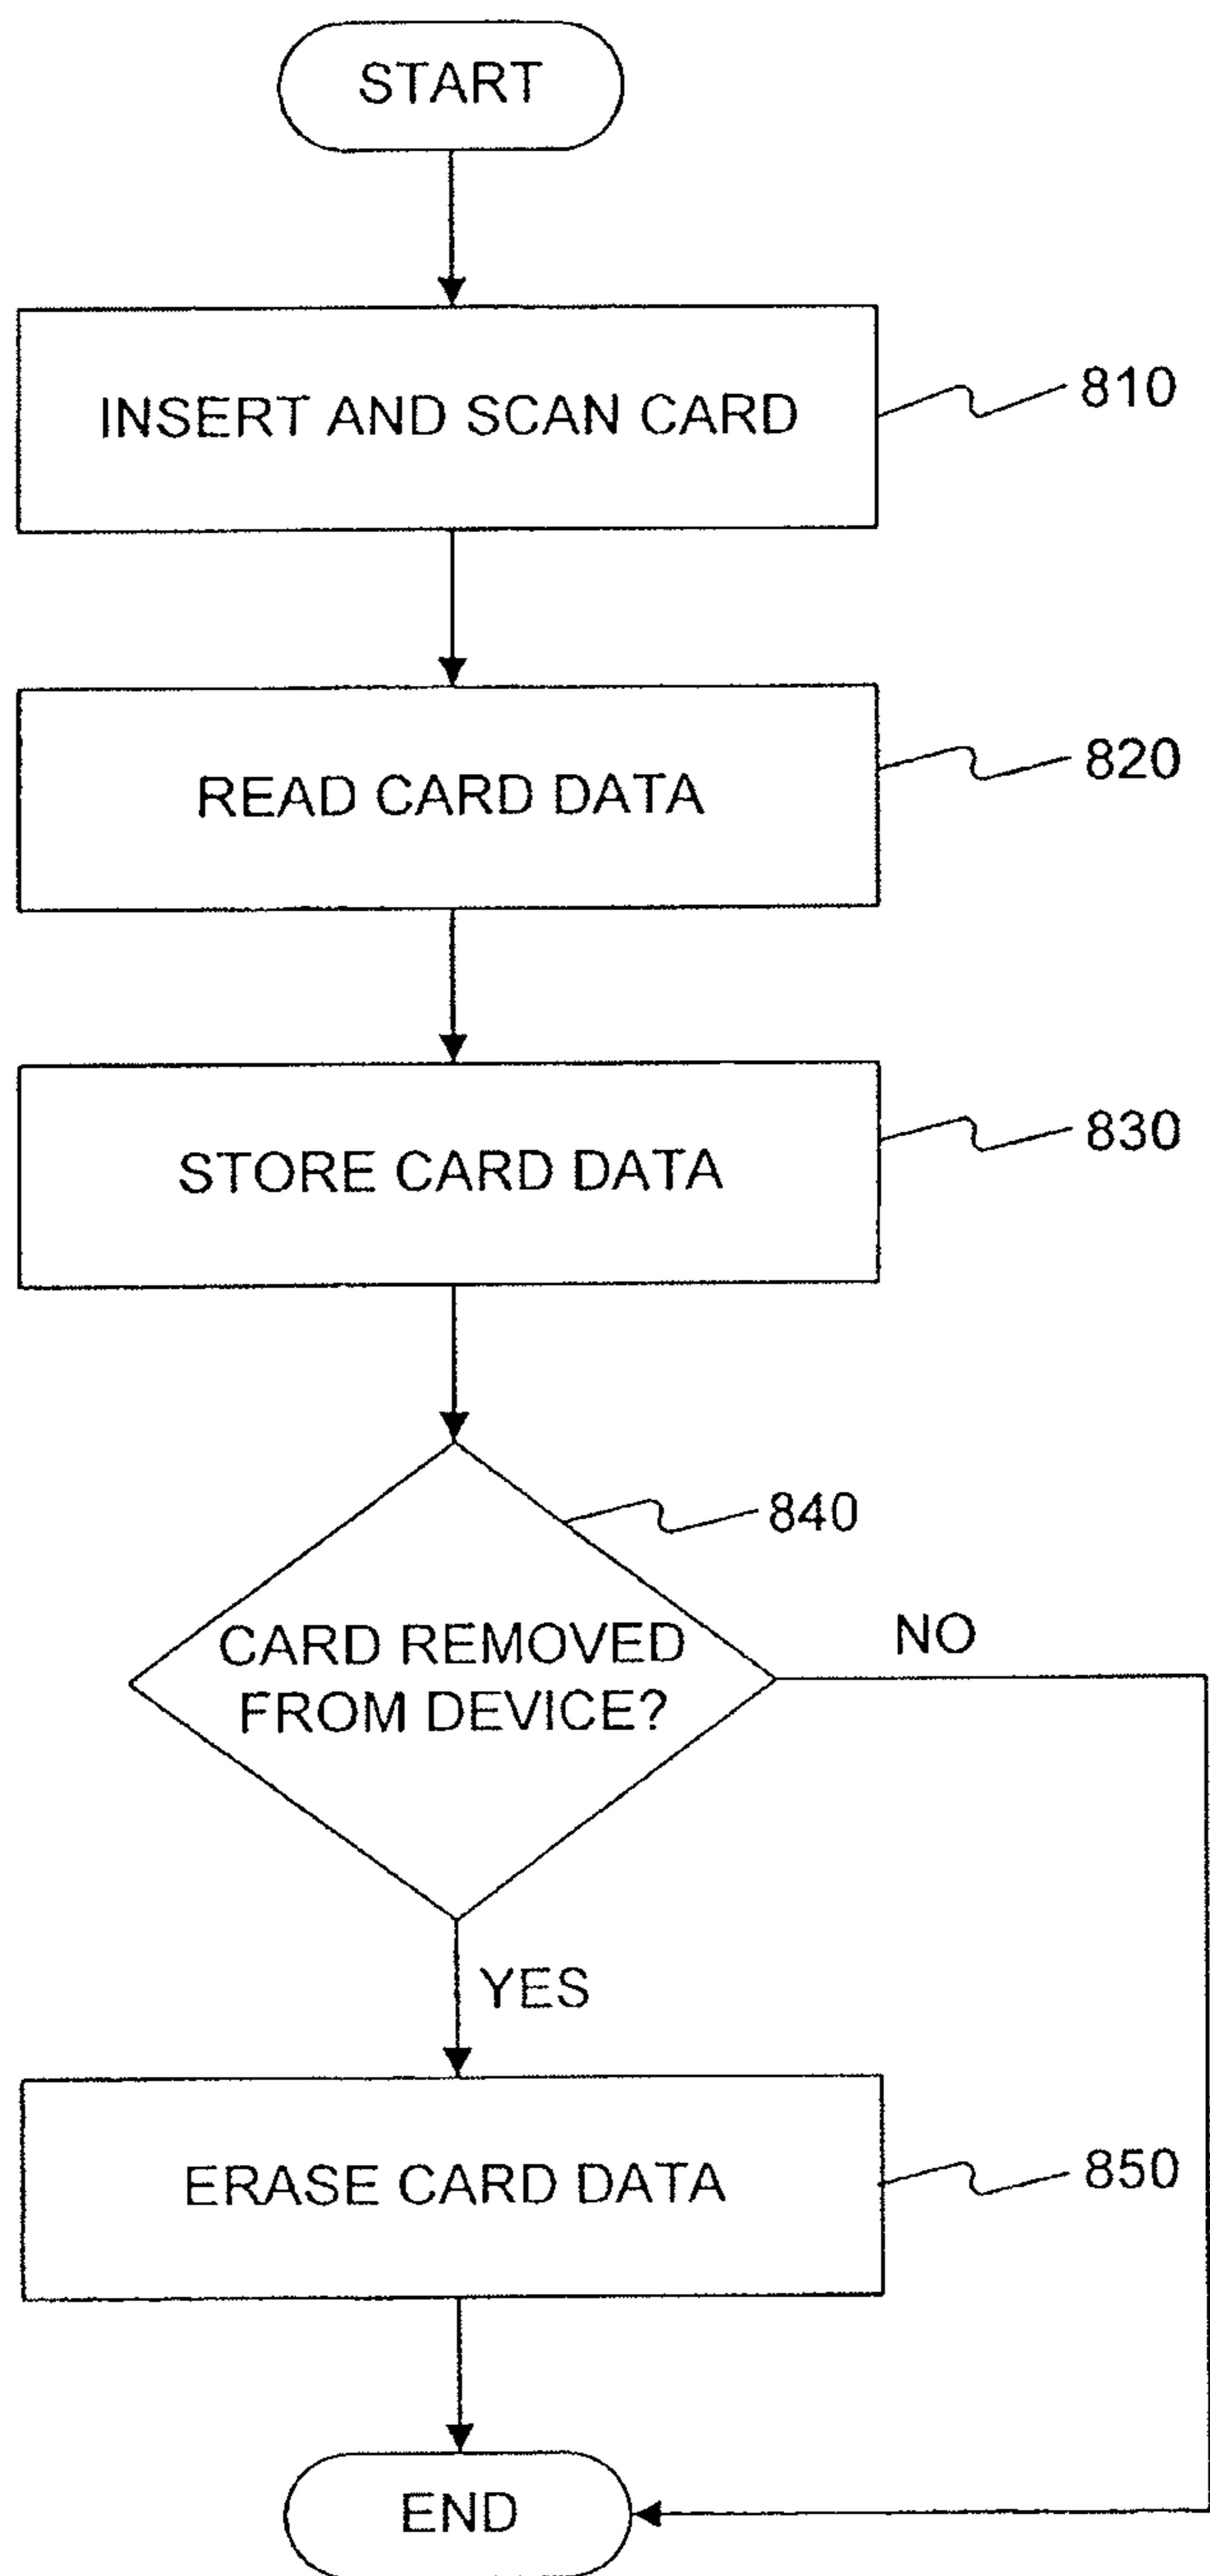 START
INSERT AND SCAN CARD
810
READ CARD DATA
820
STORE CARD DATA
830
840
CARD REMOVED
FROM DEVICE?
NO
YES
ERASE CARD DATA
850
END